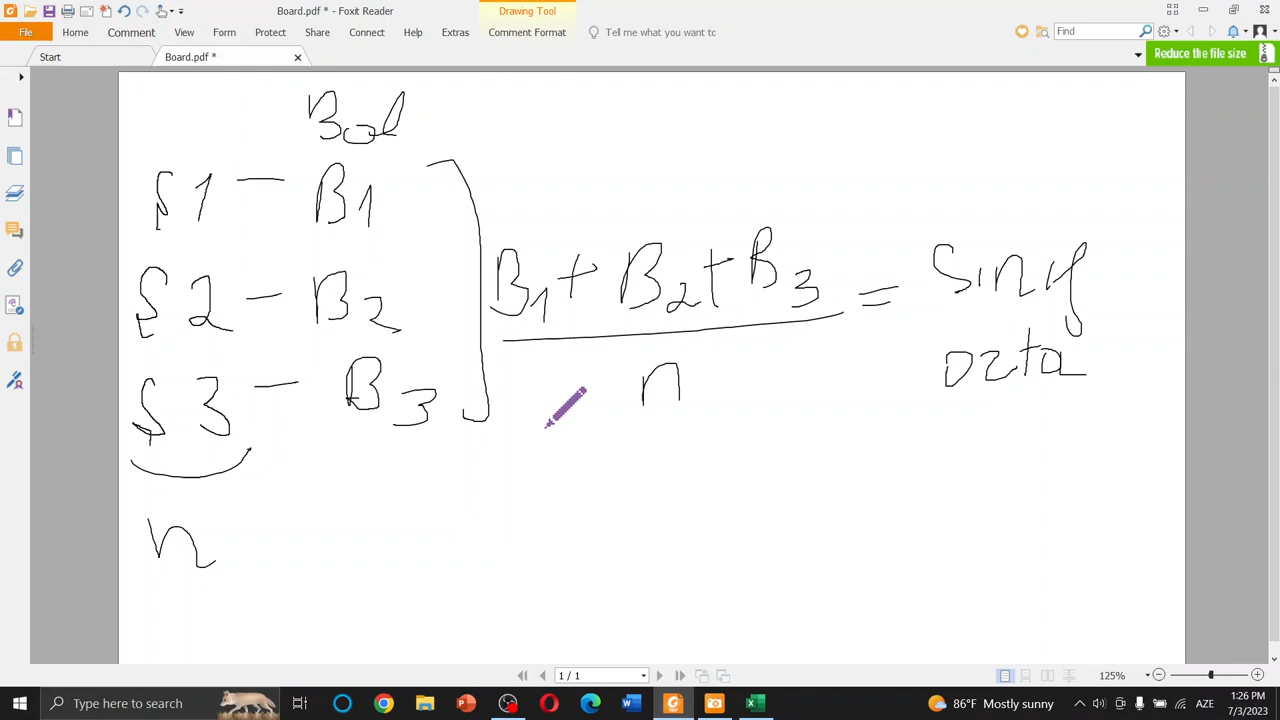 Board.pdf * - Foxit Reader
Drawing Tool
File Home Comment View Form Protect Share Connect Help Extras Comment Format Tell me what you want to Find
Start Board.pdf * Reduce the file size
Bal
S1 - B1
S2 - B2
S3 - B3
n
B1 + B2 + B3 = Sinif
n
1 / 1 125%
Type here to search 86°F Mostly sunny AZE 1:26 PM
7/3/2023